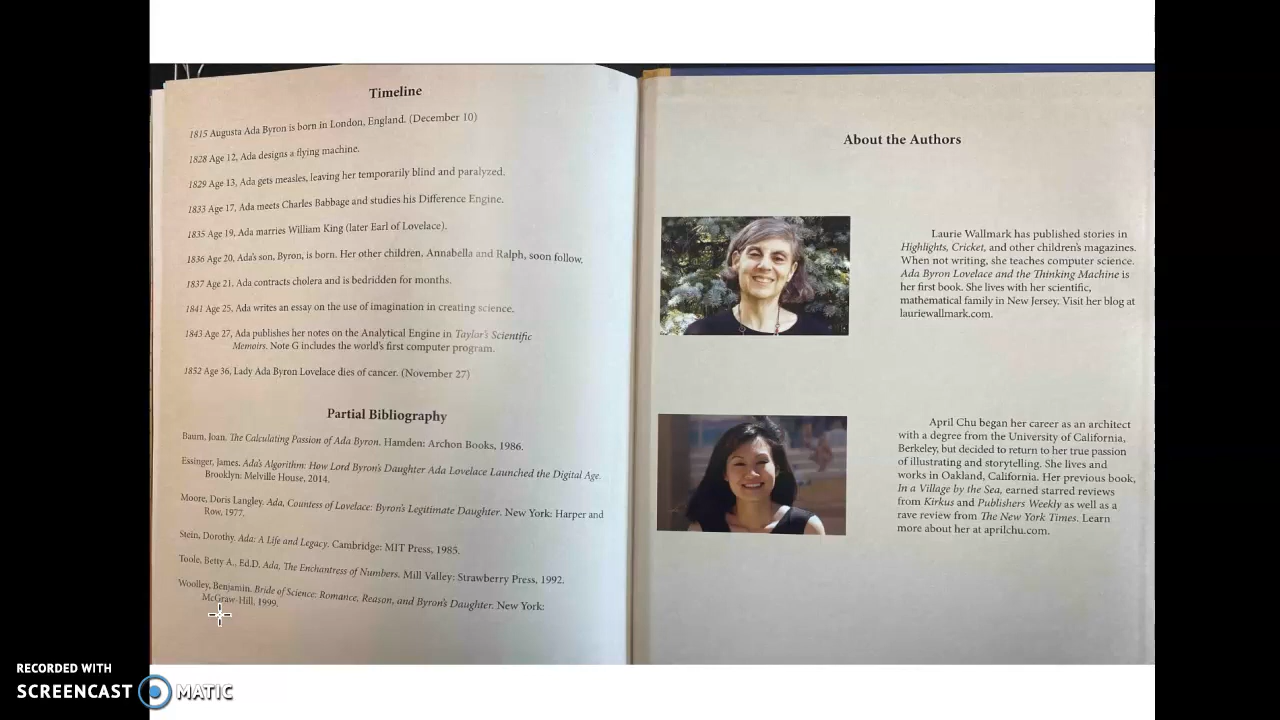 Timeline
1815 Augusta Ada Byron is born in London, England. (December 10)
1828 Age 12, Ada designs a flying machine.
1829 Age 13, Ada gets measles, leaving her temporarily blind and paralyzed.
1833 Age 17, Ada meets Charles Babbage and studies his Difference Engine.
1835 Age 19, Ada marries William King (later Earl of Lovelace).
1836 Age 20, Ada's son, Byron, is born. Her other children, Annabella and Ralph, soon follow.
1837 Age 21, Ada contracts cholera and is bedridden for months.
1841 Age 25, Ada writes an essay on the use of imagination in creating science.
1843 Age 27, Ada publishes her notes on the Analytical Engine in Taylor's Scientific
Memoirs. Note G includes the world's first computer program.
1852 Age 36, Lady Ada Byron Lovelace dies of cancer. (November 27)
Partial Bibliography
Baum, Joan. The Calculating Passion of Ada Byron. Hamden: Archon Books, 1986.
Essinger, James. Ada's Algorithm: How Lord Byron's Daughter Ada Lovelace Launched the Digital Age.
Brooklyn: Melville House, 2014.
Moore, Doris Langley. Ada, Countess of Lovelace: Byron's Legitimate Daughter. New York: Harper and
Row, 1977.
Stein, Dorothy. Ada: A Life and Legacy. Cambridge: MIT Press, 1985.
Toole, Betty A., Ed.D. Ada, The Enchantress of Numbers. Mill Valley: Strawberry Press, 1992.
Woolley, Benjamin. Bride of Science: Romance, Reason, and Byron's Daughter. New York:
McGraw-Hill, 1999.
About the Authors
Laurie Wallmark has published stories in
Highlights, Cricket, and other children's magazines.
When not writing, she teaches computer science.
Ada Byron Lovelace and the Thinking Machine is
her first book. She lives with her scientific,
mathematical family in New Jersey. Visit her blog at
lauriewallmark.com.
April Chu began her career as an architect
with a degree from the University of California,
Berkeley, but decided to return to her true passion
of illustrating and storytelling. She lives and
works in Oakland, California. Her previous book,
In a Village by the Sea, earned starred reviews
from Kirkus and Publishers Weekly as well as a
rave review from The New York Times. Learn
more about her at aprilchu.com.
RECORDED WITH
SCREENCAST MATIC